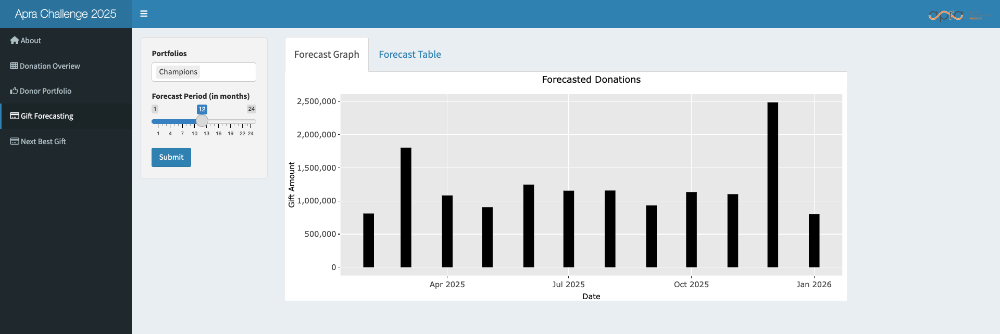 Apra Challenge 2025
apra
RESULTS
About
Donation Overiew
Donor Portfolio
Gift Forecasting
Next Best Gift
Portfolios
Champions
Forecast Period (in months)
1 12 24
1 4 7 10 13 16 19 22 24
Submit
Forecast Graph Forecast Table
Forecasted Donations
Gift Amount
2,500,000
2,000,000
1,500,000
1,000,000
500,000
0
Apr 2025 Jul 2025 Oct 2025 Jan 2026
Date